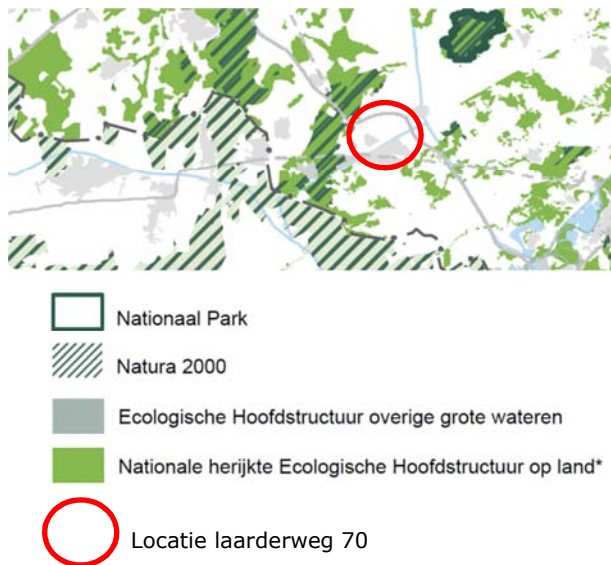 Nationaal Park
Natura 2000
Ecologische Hoofdstructuur overige grote wateren
Nationale herijkte Ecologische Hoofdstructuur op land*
Locatie laarderweg 70